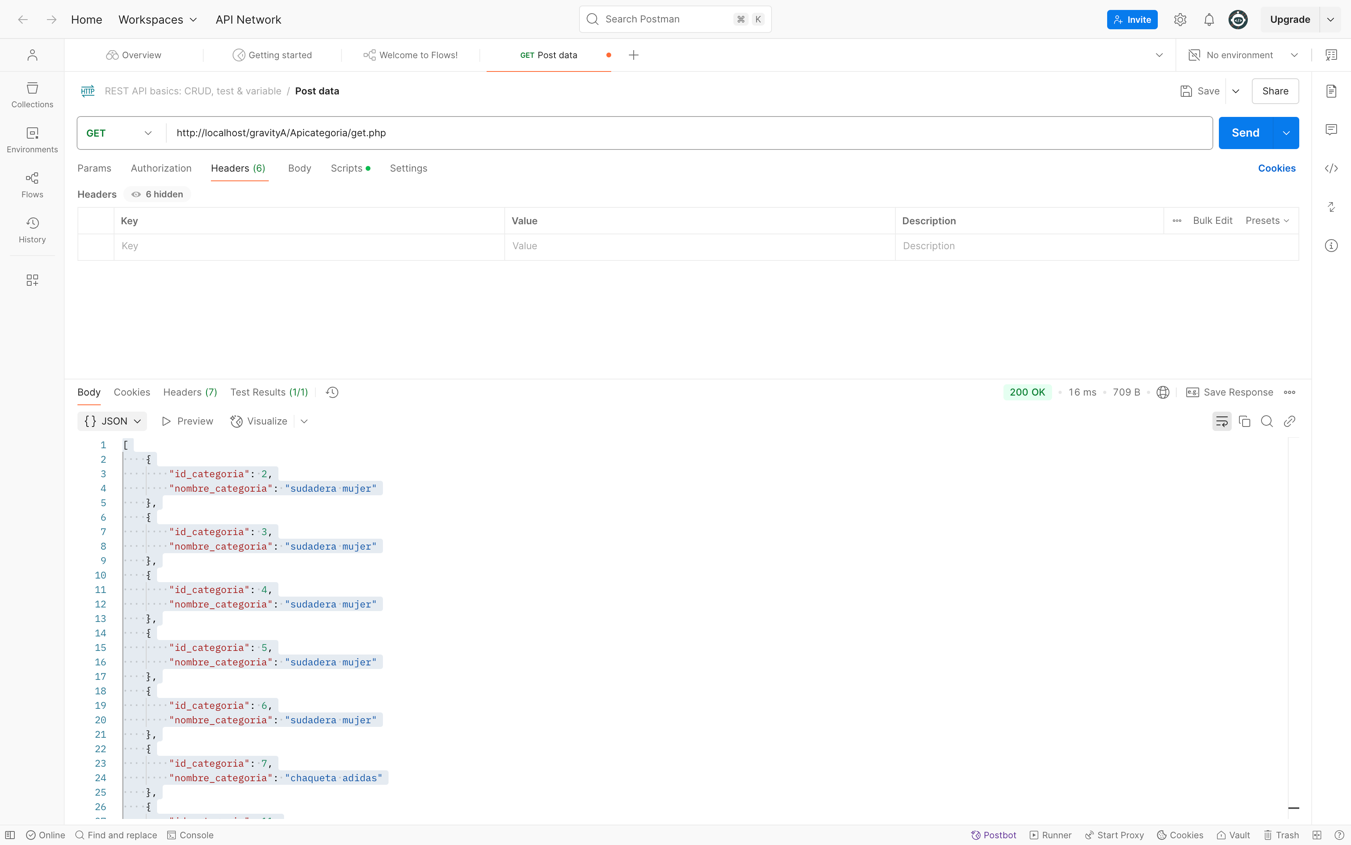 Home Workspaces API Network Search Postman ⌘ K Invite Upgrade
Overview Getting started Welcome to Flows! GET Post data No environment
REST API basics: CRUD, test & variable / Post data Save Share
Collections
GET http://localhost/gravityA/Apicategoria/get.php Send
Environments
Params Authorization Headers (6) Body Scripts Settings Cookies
Flows
Headers 6 hidden
History
Key Value Description Bulk Edit Presets
Key Value Description
Body Cookies Headers (7) Test Results (1/1) 200 OK 16 ms 709 B Save Response
{} JSON Preview Visualize
1 [
2 {
3 "id_categoria": 2,
4 "nombre_categoria": "sudadera mujer"
5 },
6 {
7 "id_categoria": 3,
8 "nombre_categoria": "sudadera mujer"
9 },
10 {
11 "id_categoria": 4,
12 "nombre_categoria": "sudadera mujer"
13 },
14 {
15 "id_categoria": 5,
16 "nombre_categoria": "sudadera mujer"
17 },
18 {
19 "id_categoria": 6,
20 "nombre_categoria": "sudadera mujer"
21 },
22 {
23 "id_categoria": 7,
24 "nombre_categoria": "chaqueta adidas"
25 },
26 {
Online Find and replace Console Postbot Runner Start Proxy Cookies Vault Trash